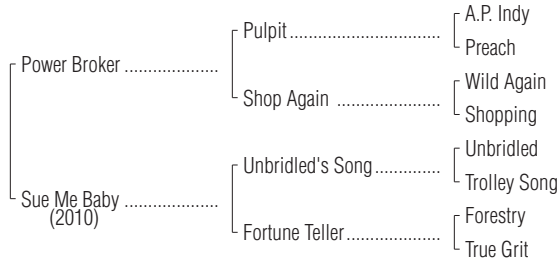 A.P. Indy
Pulpit
Preach
Power Broker
Wild Again
Shop Again
Shopping
Unbridled
Unbridled's Song
Trolley Song
Sue Me Baby
(2010)
Forestry
Fortune Teller
True Grit